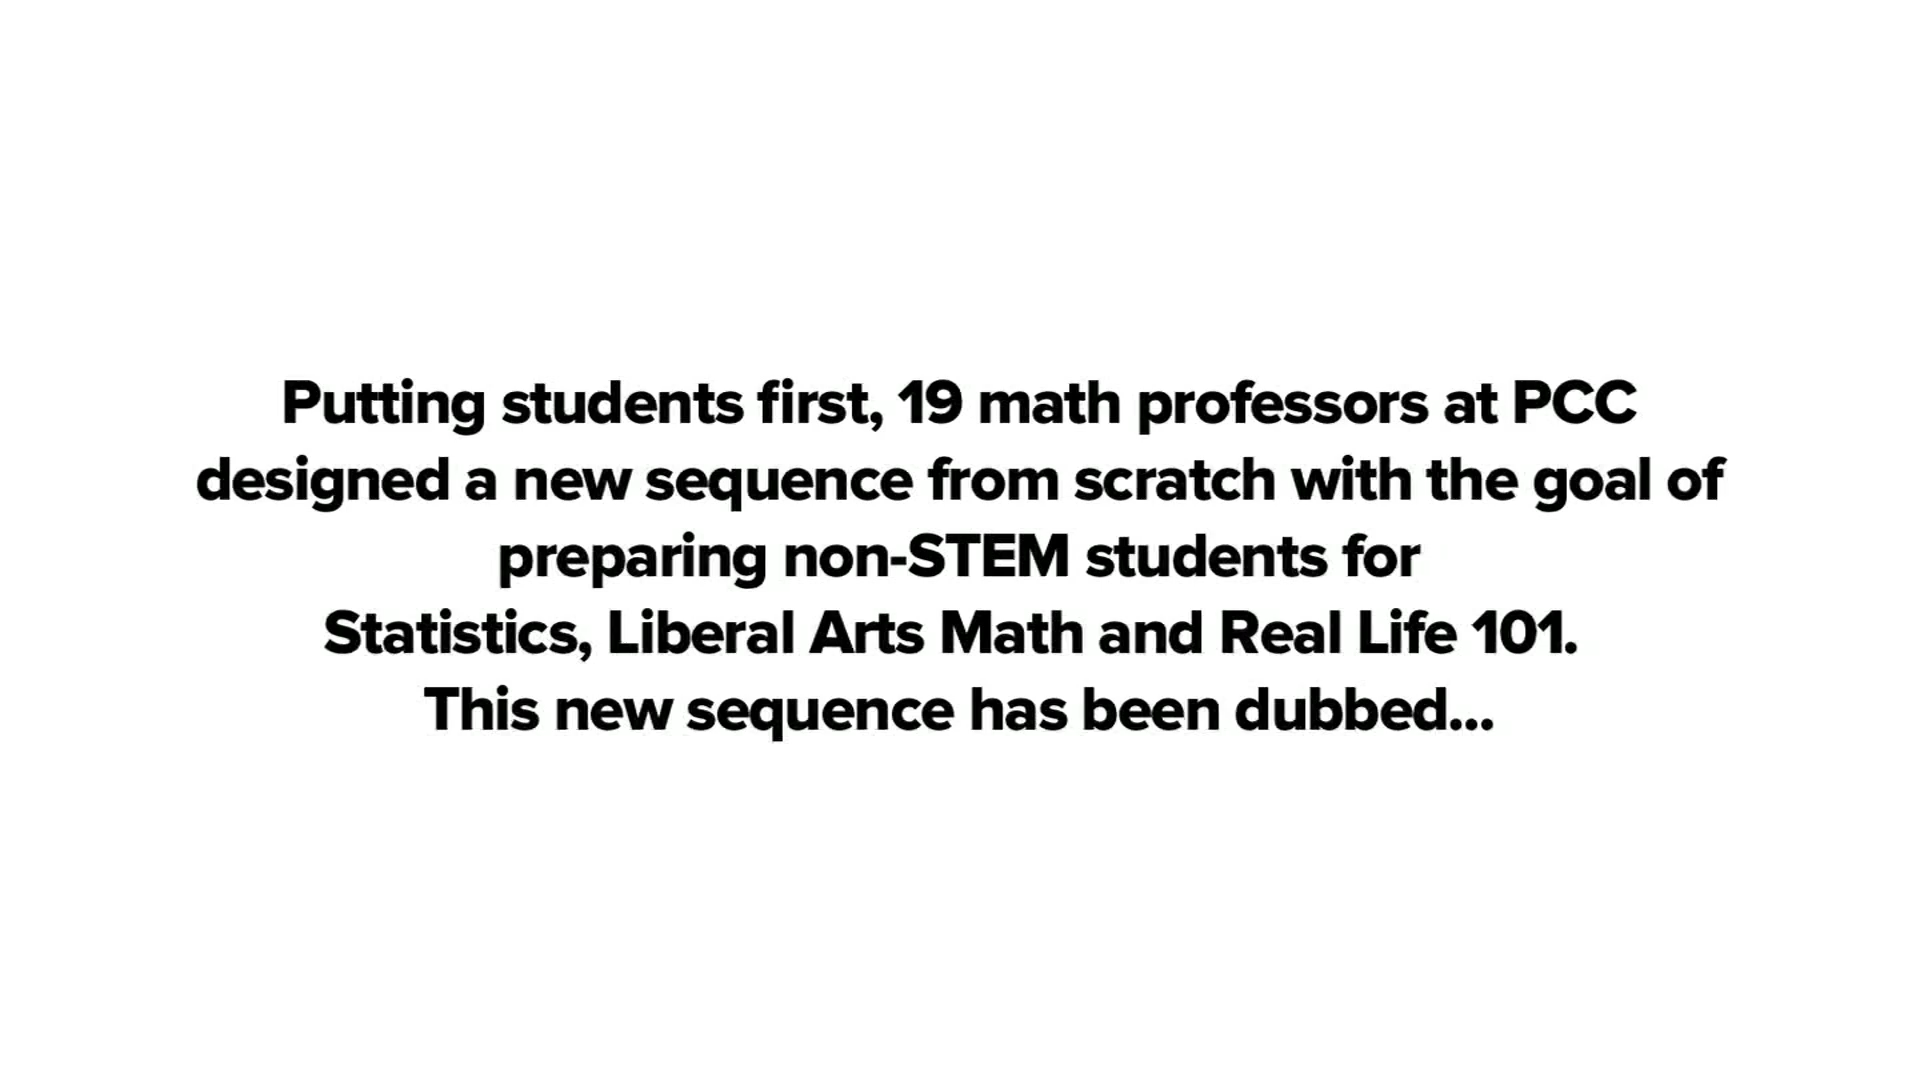 Putting students first, 19 math professors at PCC
designed a new sequence from scratch with the goal of
preparing non-STEM students for
Statistics, Liberal Arts Math and Real Life 101.
This new sequence has been dubbed...